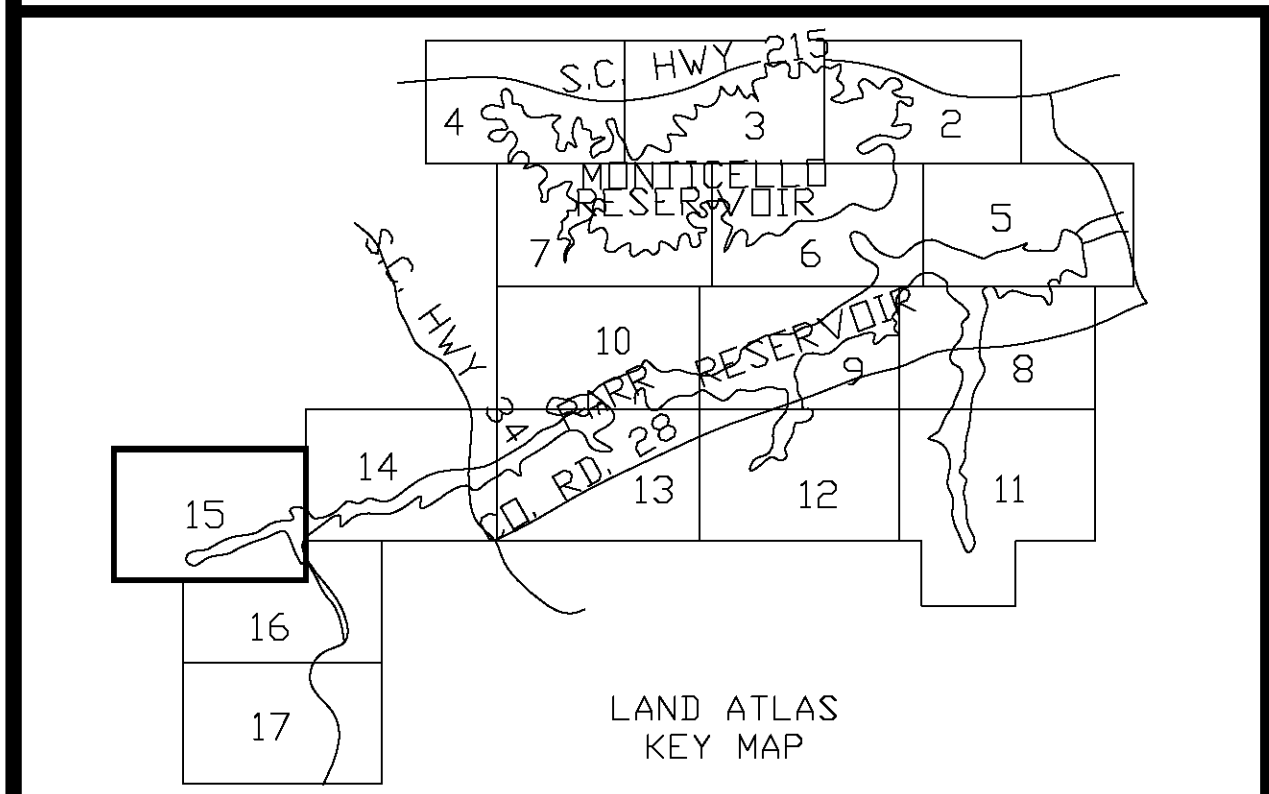 S.C. HWY 215
4
3
2
MONTICELLO
RESERVOIR
5
7
6
S.C. HWY 34
10
PARR RESERVOIR
9
8
14
CO. RD. 28
15
13
12
11
16
17
LAND ATLAS
KEY MAP